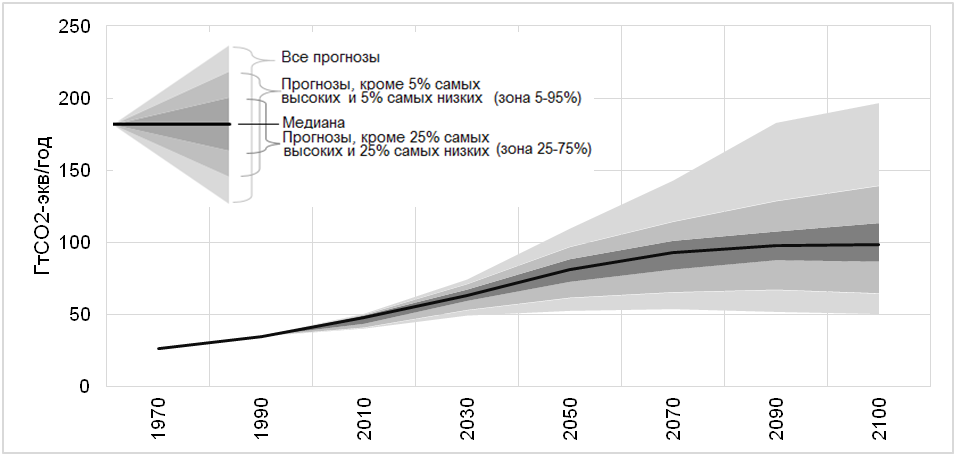 250
200
150
100
50
0
ГтCO2-экв/год
Все прогнозы
Прогнозы, кроме 5% самых
высоких и 5% самых низких (зона 5-95%)
Медиана
Прогнозы, кроме 25% самых
высоких и 25% самых низких (зона 25-75%)
1970
1990
2010
2030
2050
2070
2090
2100